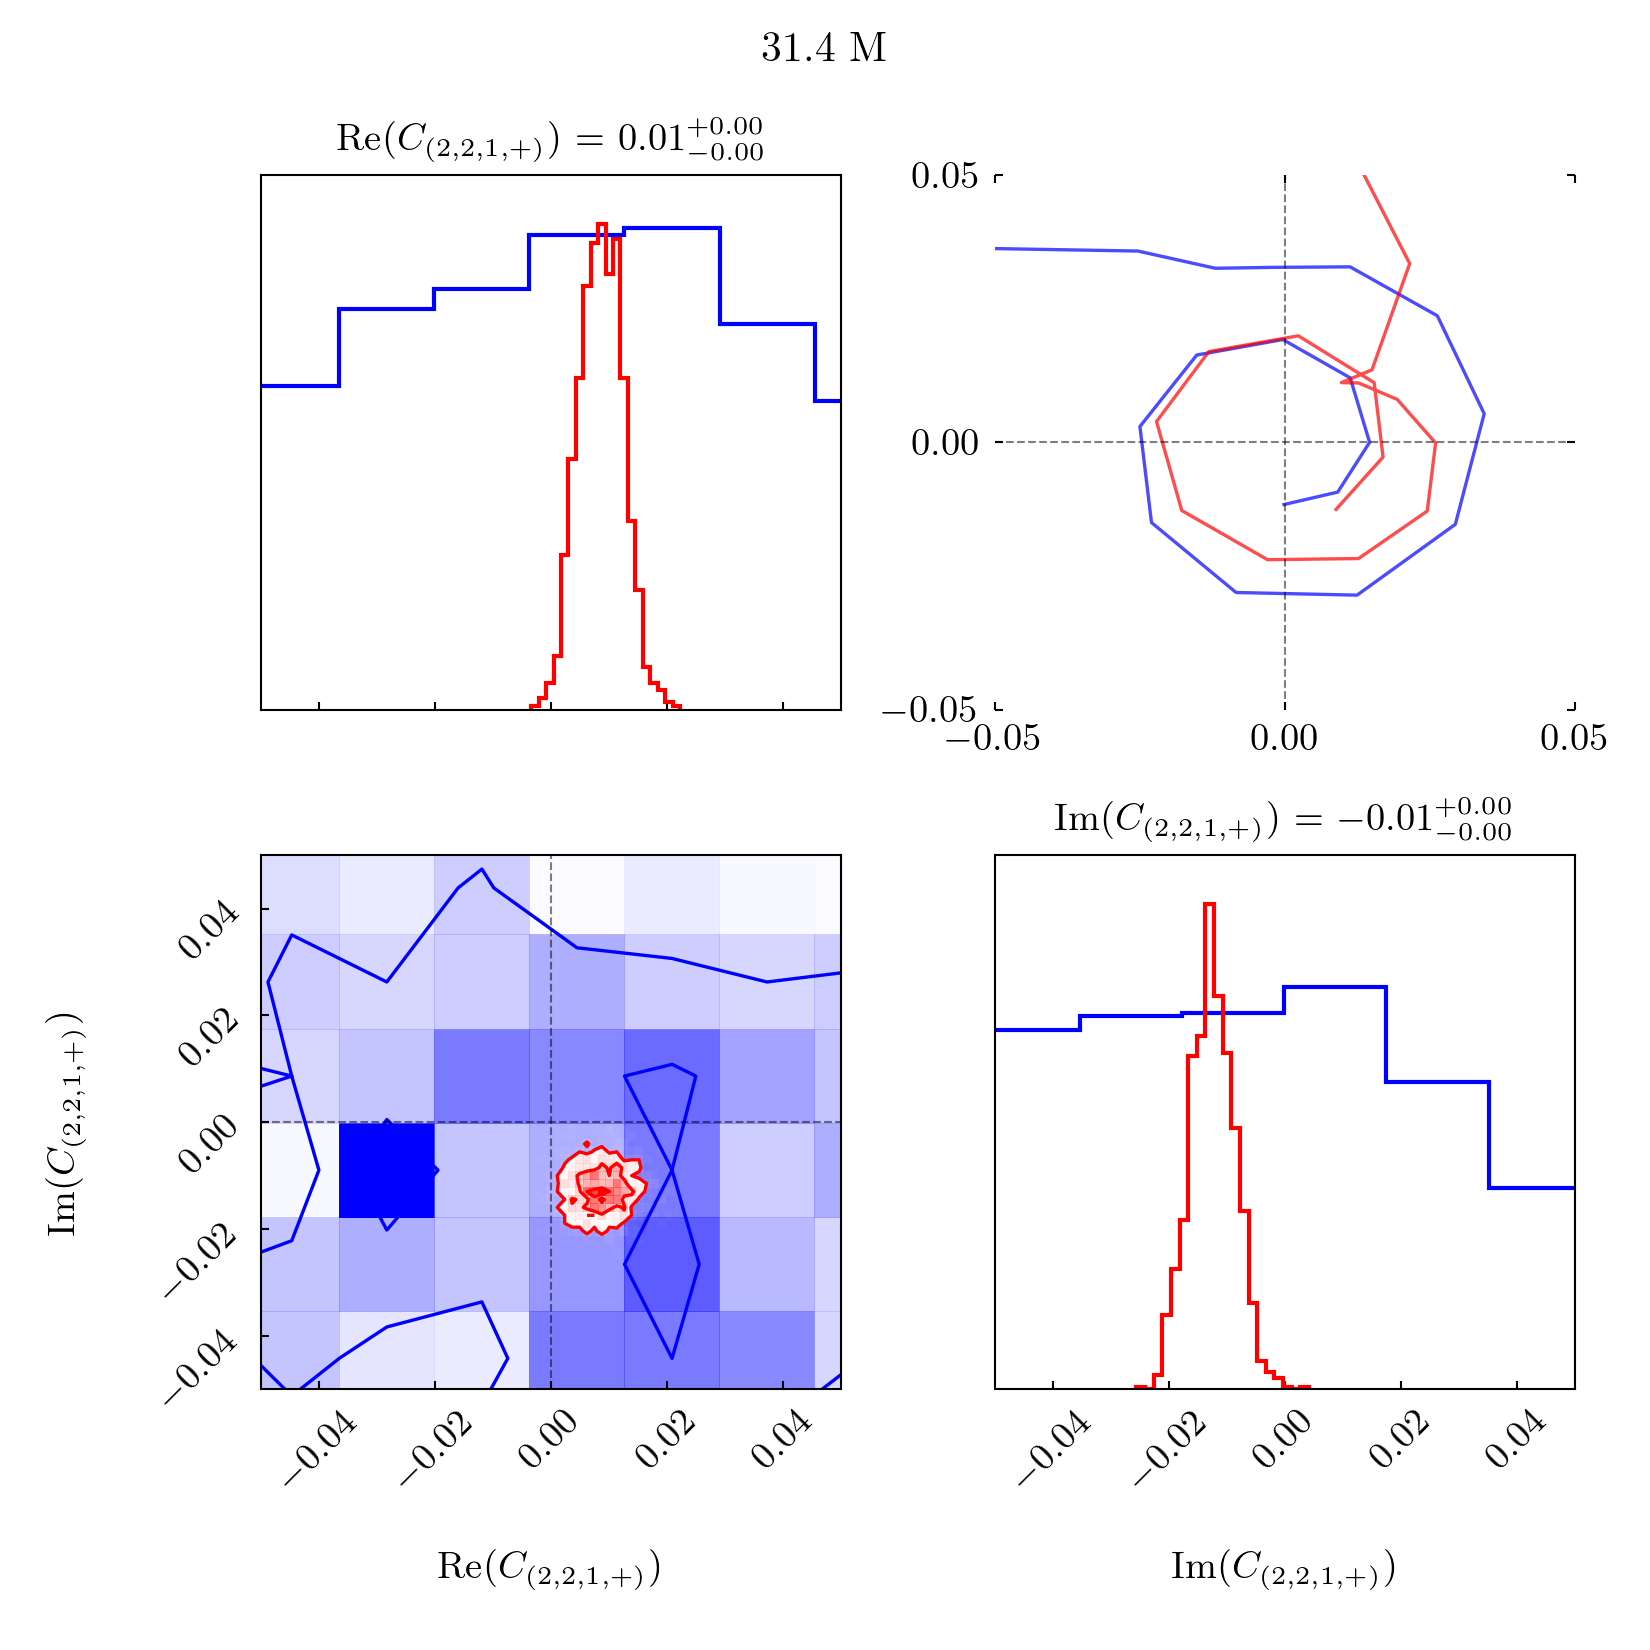 31.4 M
Re(C₍₂,₂,₁,₊₎) = 0.01 +0.00 −0.00
0.05
0.00
−0.05
−0.05 0.00 0.05
Im(C₍₂,₂,₁,₊₎) = −0.01 +0.00 −0.00
Im(C₍₂,₂,₁,₊₎)
0.04
0.02
0.00
−0.02
−0.04
−0.04 −0.02 0.00 0.02 0.04
−0.04 −0.02 0.00 0.02 0.04
Re(C₍₂,₂,₁,₊₎)
Im(C₍₂,₂,₁,₊₎)